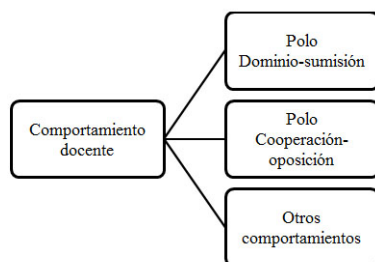 Polo
Dominio-sumisión
Comportamiento
docente
Polo
Cooperación-
oposición
Otros
comportamientos